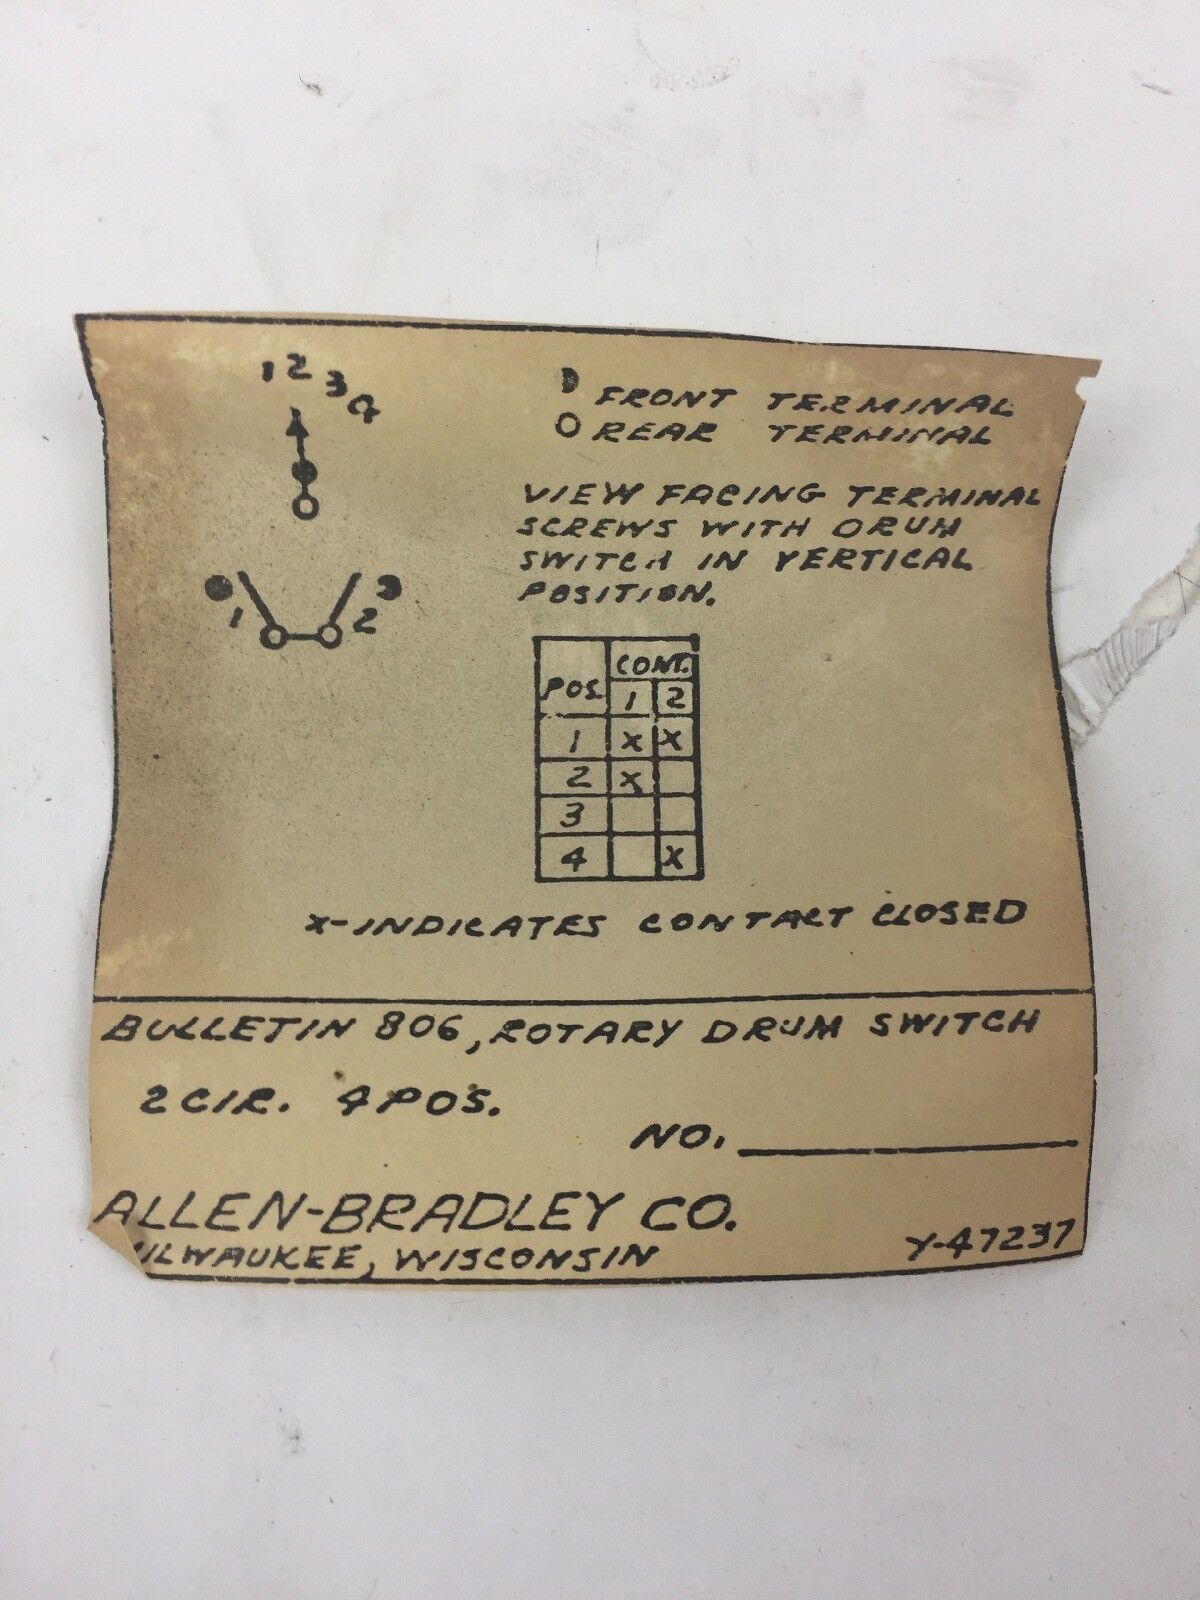 1 2 3 4
FRONT TERMINAL
REAR TERMINAL
VIEW FACING TERMINAL
SCREWS WITH DRUM
SWITCH IN VERTICAL
POSITION.
1 2
POS. CONT.
1 2
1 X X
2 X
3
4 X
X-INDICATES CONTACT CLOSED
BULLETIN 806, ROTARY DRUM SWITCH
2 CIR. 4 POS.
NO.
ALLEN-BRADLEY CO.
ILWAUKEE, WISCONSIN
Y-47237